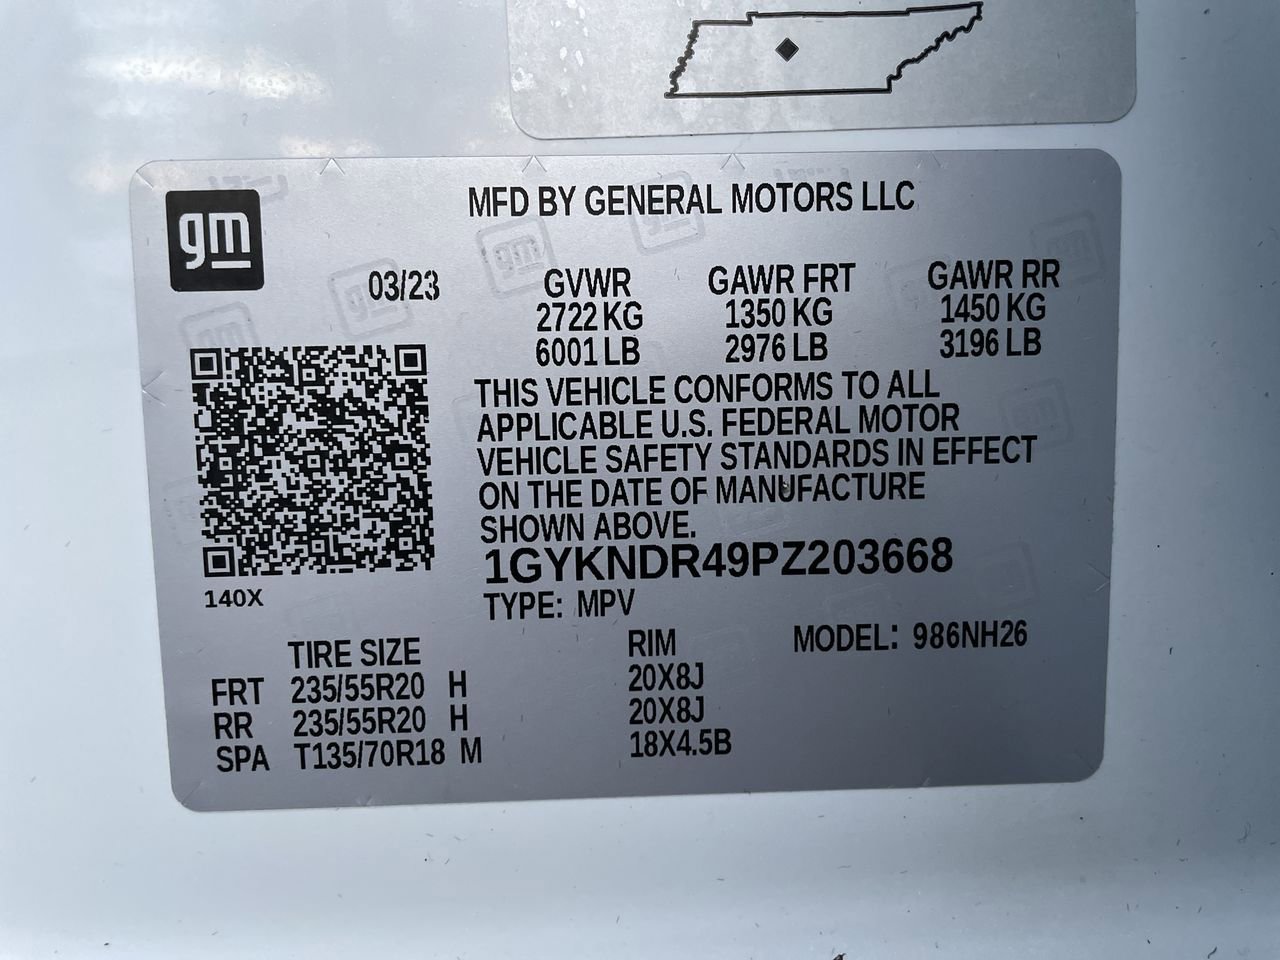 gm
MFD BY GENERAL MOTORS LLC
03/23
GVWR GAWR FRT GAWR RR
2722 KG 1350 KG 1450 KG
6001 LB 2976 LB 3196 LB
THIS VEHICLE CONFORMS TO ALL
APPLICABLE U.S. FEDERAL MOTOR
VEHICLE SAFETY STANDARDS IN EFFECT
ON THE DATE OF MANUFACTURE
SHOWN ABOVE.
1GYKNDR49PZ203668
140X
TYPE: MPV
TIRE SIZE RIM MODEL: 986NH26
FRT 235/55R20 H 20X8J
RR 235/55R20 H 20X8J
SPA T135/70R18 M 18X4.5B